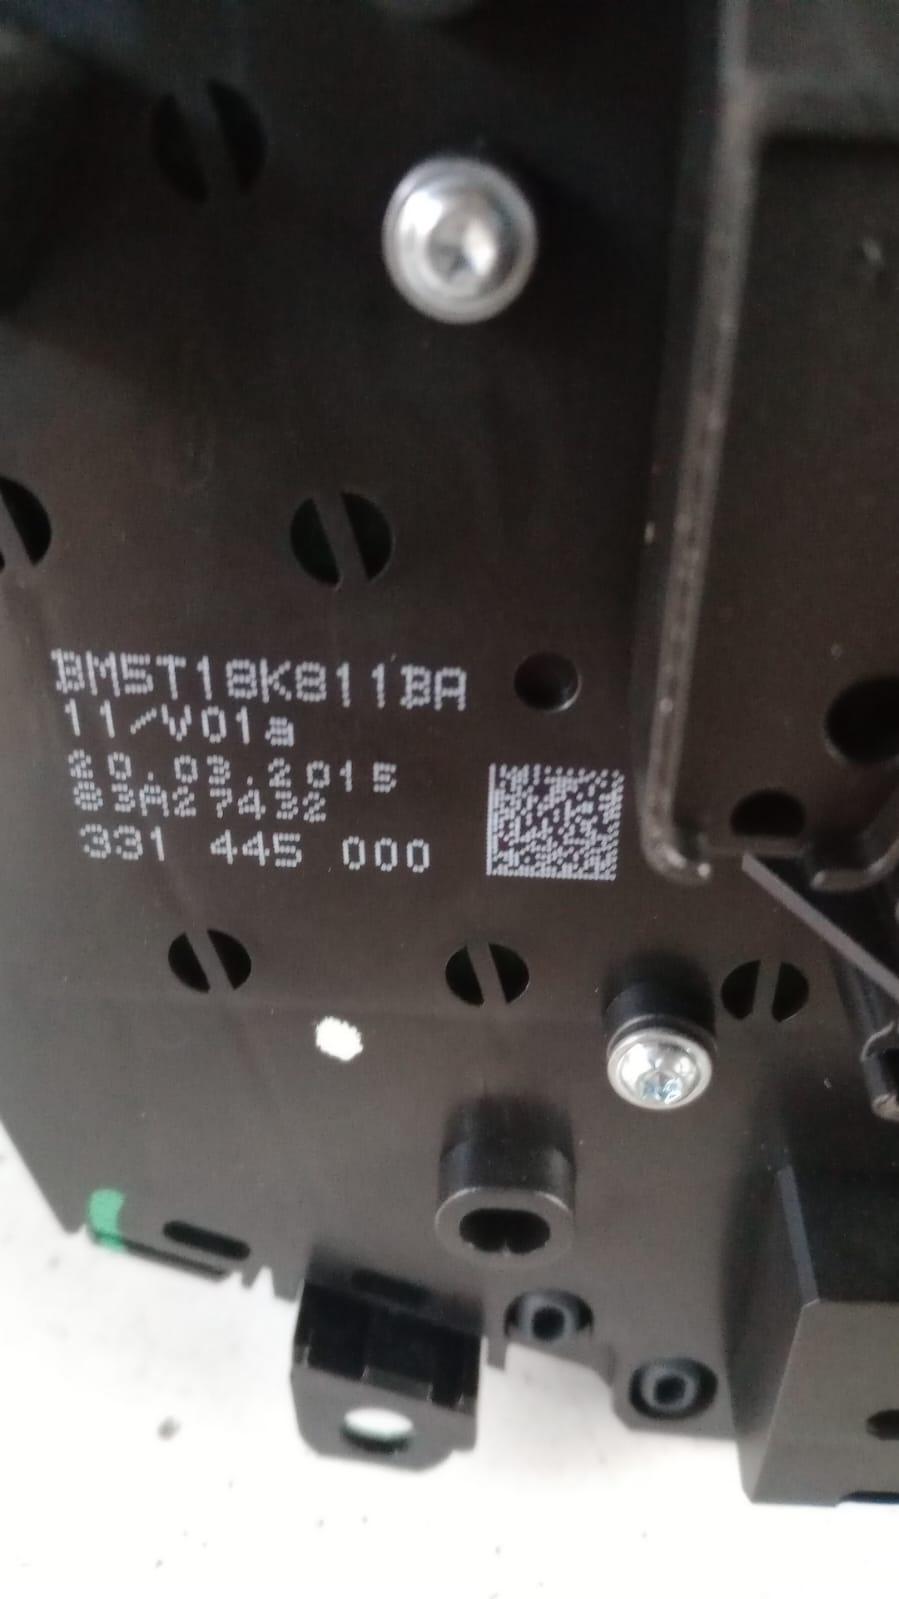 BM5T18K811BA
11/V01a
20.03.2015
83A27432
331 445 000